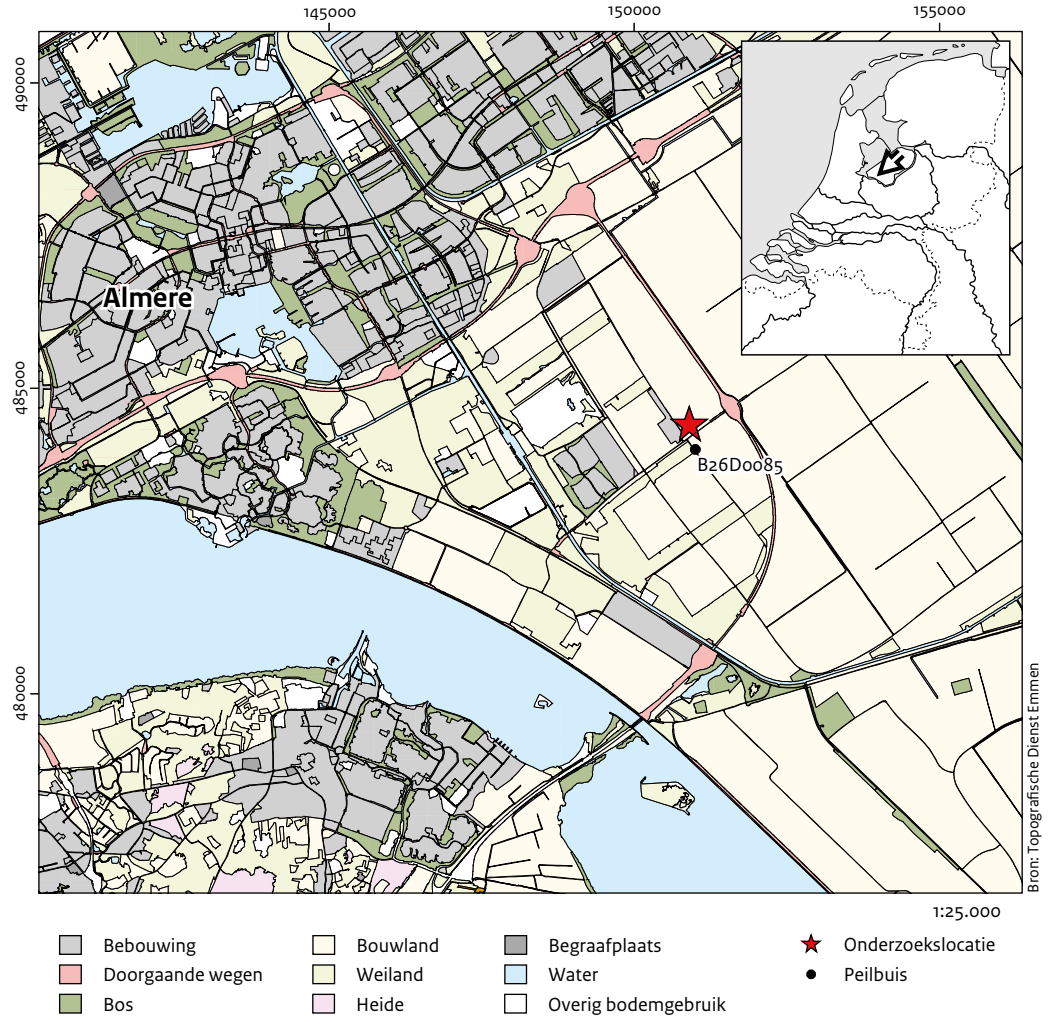 145000
150000
155000
490000
485000
480000
Almere
B26D0085
Bron: Topografische Dienst Emmen
1:25.000
Bebouwing
Doorgaande wegen
Bos
Bouwland
Weiland
Heide
Begraafplaats
Water
Overig bodemgebruik
Onderzoekslocatie
Peilbuis